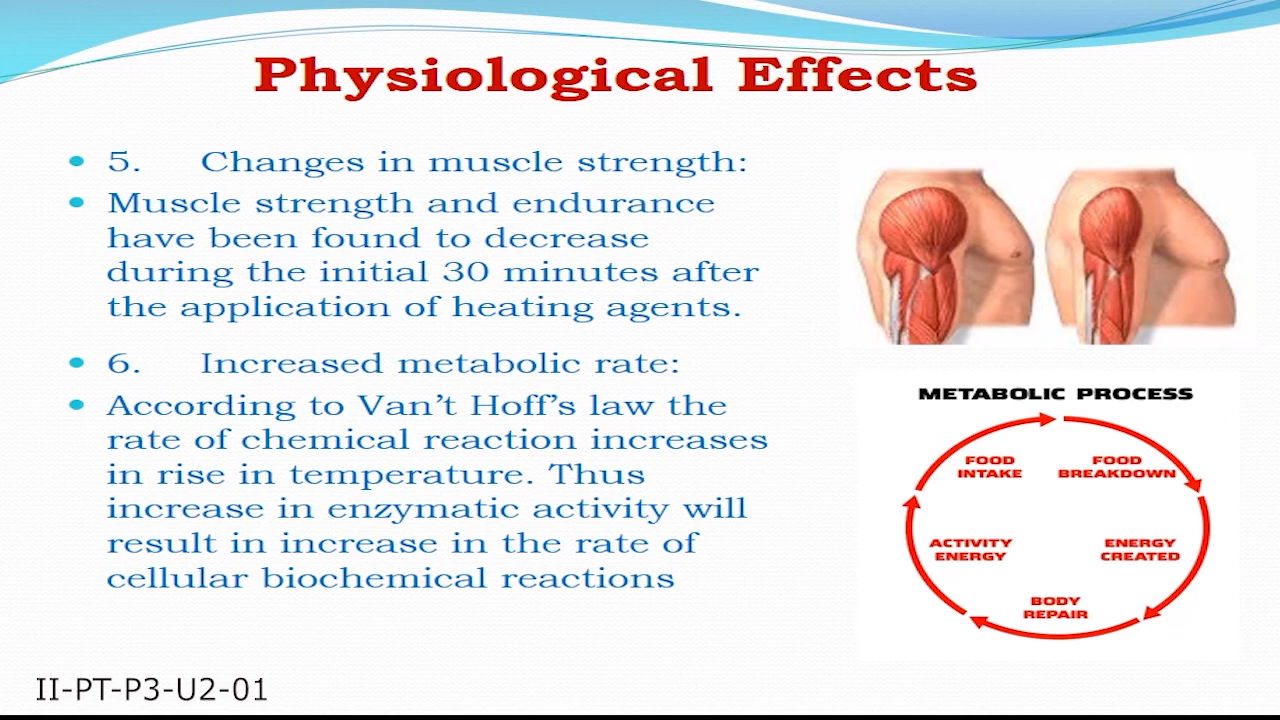 Physiological Effects
• 5. Changes in muscle strength:
• Muscle strength and endurance
have been found to decrease
during the initial 30 minutes after
the application of heating agents.
• 6. Increased metabolic rate:
• According to Van’t Hoff’s law the
rate of chemical reaction increases
in rise in temperature. Thus
increase in enzymatic activity will
result in increase in the rate of
cellular biochemical reactions
METABOLIC PROCESS
FOOD
INTAKE
FOOD
BREAKDOWN
ACTIVITY
ENERGY
ENERGY
CREATED
BODY
REPAIR
II-PT-P3-U2-01